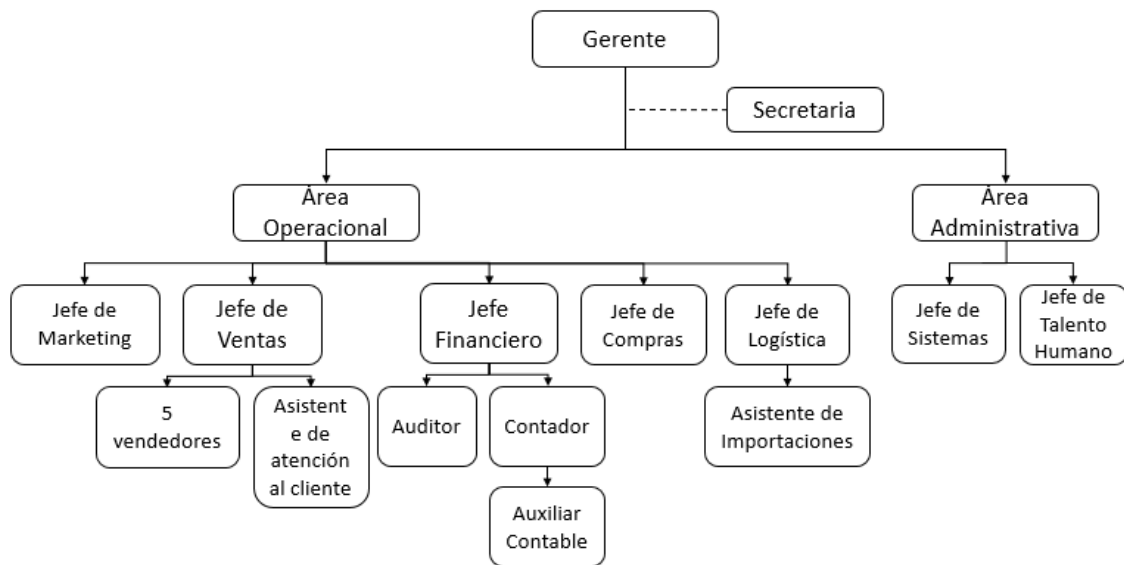 Gerente
Secretaria
Área
Operacional
Área
Administrativa
Jefe de
Marketing
Jefe de
Ventas
Jefe
Financiero
Jefe de
Compras
Jefe de
Logística
Jefe de
Sistemas
Jefe de
Talento
Humano
5
vendedores
Asistent
e de
atención
al cliente
Auditor
Contador
Asistente de
Importaciones
Auxiliar
Contable